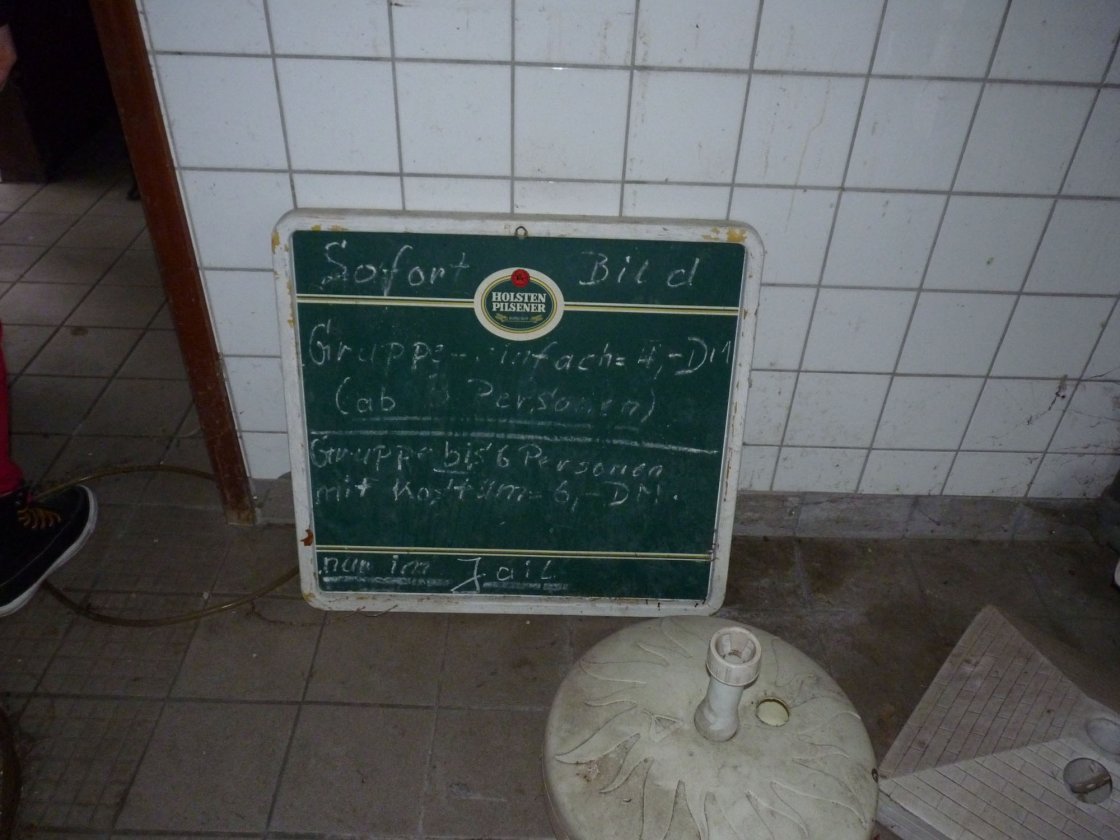 Sofort Bild
HOLSTEN
PILSENER
Gruppe - einfach = 4,- DM
(ab Personen)
Gruppe bis 6 Personen
mit Kostüm = 6,- DM.
nur im Jail